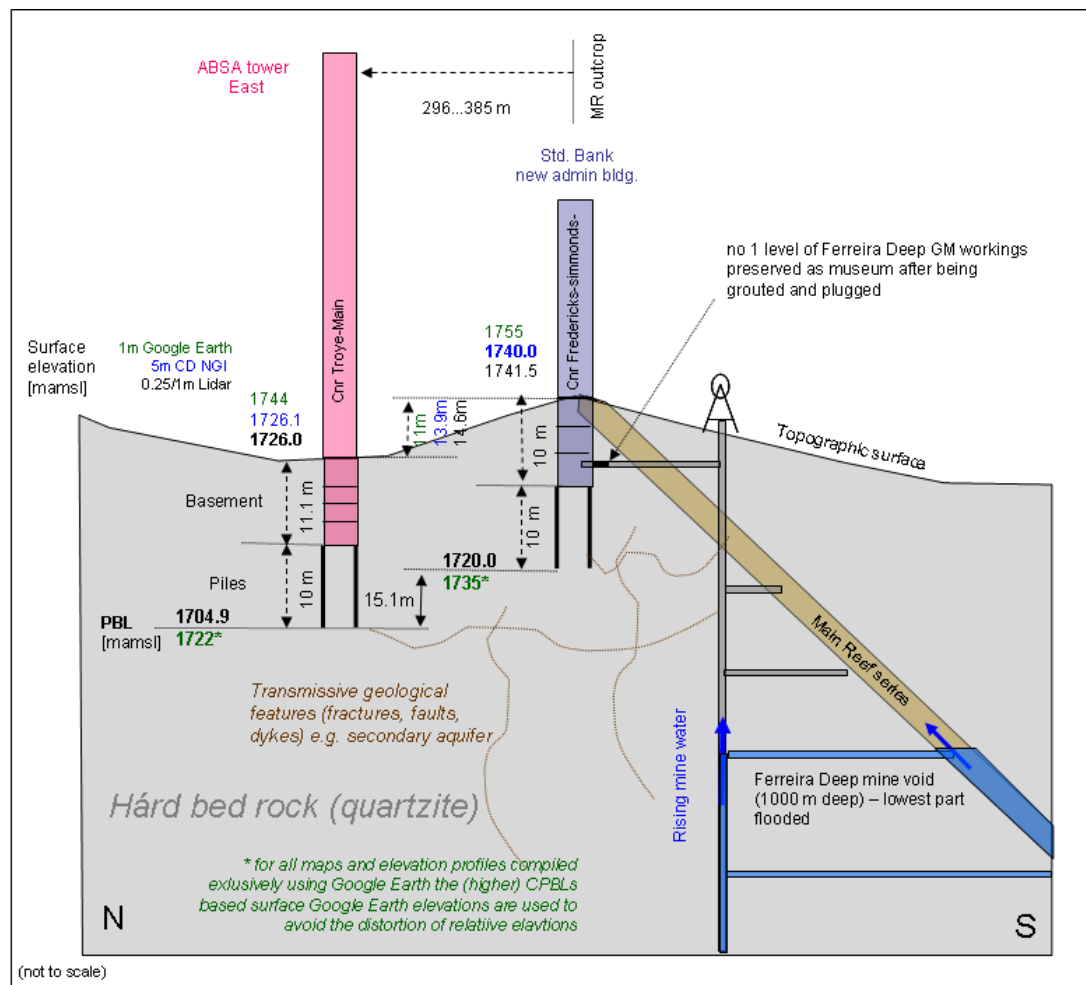 ABSA tower
East
296...385 m
MR outcrop
Std. Bank
new admin bldg.
Cnr Troye-Main
Cnr Fredericks-simmonds-
no 1 level of Ferreira Deep GM workings
preserved as museum after being
grouted and plugged
Surface
elevation
[mamsl]
1m Google Earth
5m CD NGI
0.25/1m Lidar
1755
1740.0
1741.5
1744
1726.1
1726.0
11m
13.9m
14.6m
10 m
Topographic surface
Basement
11.1 m
10 m
Piles
10 m
15.1m
1720.0
1735*
PBL
[mamsl]
1704.9
1722*
Main Reef series
Transmissive geological
features (fractures, faults,
dykes) e.g. secondary aquifer
Rising mine water
Ferreira Deep mine void
(1000 m deep) – lowest part
flooded
Hárd bed rock (quartzite)
* for all maps and elevation profiles compiled
exlusively using Google Earth the (higher) CPBLs
based surface Google Earth elevations are used to
avoid the distortion of relatiive elavtions
N
S
(not to scale)